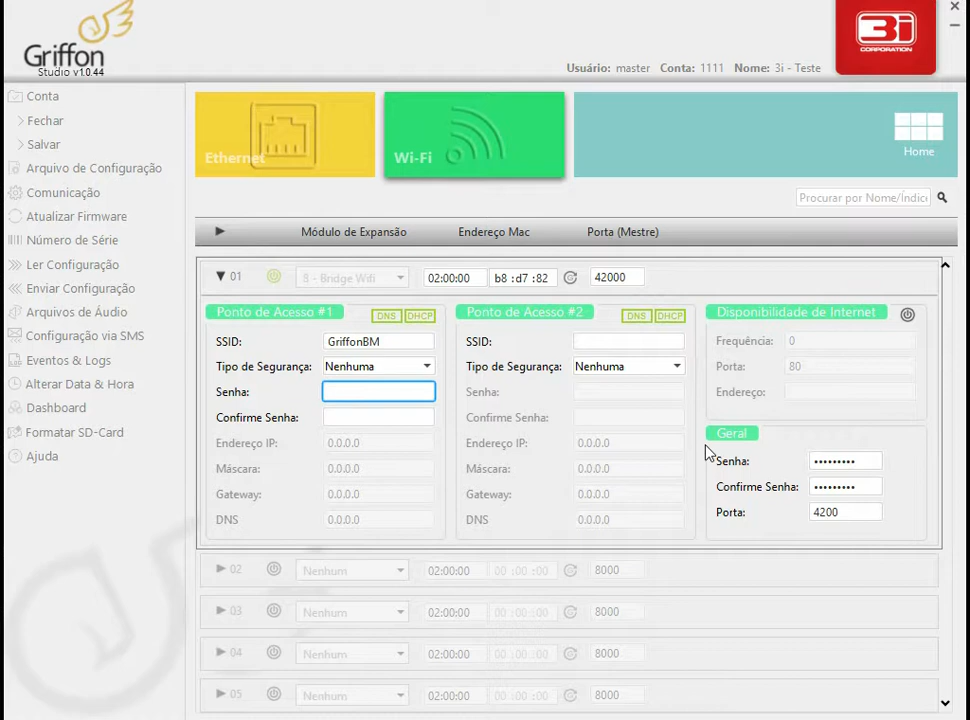 Griffon
Studio v1.0.44
3i
CORPORATION
Usuário: master Conta: 1111 Nome: 3i - Teste
Conta
Fechar
Salvar
Arquivo de Configuração
Comunicação
Atualizar Firmware
Número de Série
Ler Configuração
Enviar Configuração
Arquivos de Áudio
Configuração via SMS
Eventos & Logs
Alterar Data & Hora
Dashboard
Formatar SD-Card
Ajuda
Ethernet
Wi-Fi
Home
Procurar por Nome/Índice
Módulo de Expansão Endereço Mac Porta (Mestre)
01 8 - Bridge Wifi 02:00:00 b8 :d7 :82 42000
Ponto de Acesso #1 DNS DHCP
SSID: GriffonBM
Tipo de Segurança: Nenhuma
Senha:
Confirme Senha:
Endereço IP: 0.0.0.0
Máscara: 0.0.0.0
Gateway: 0.0.0.0
DNS 0.0.0.0
Ponto de Acesso #2 DNS DHCP
SSID:
Tipo de Segurança: Nenhuma
Senha:
Confirme Senha:
Endereço IP: 0.0.0.0
Máscara: 0.0.0.0
Gateway: 0.0.0.0
DNS 0.0.0.0
Disponibilidade de Internet
Frequência: 0
Porta: 80
Endereço:
Geral
Senha: •••••••••
Confirme Senha: •••••••••
Porta: 4200
02 Nenhum 02:00:00 00 :00 :00 8000
03 Nenhum 02:00:00 00 :00 :00 8000
04 Nenhum 02:00:00 00 :00 :00 8000
05 Nenhum 02:00:00 00 :00 :00 8000